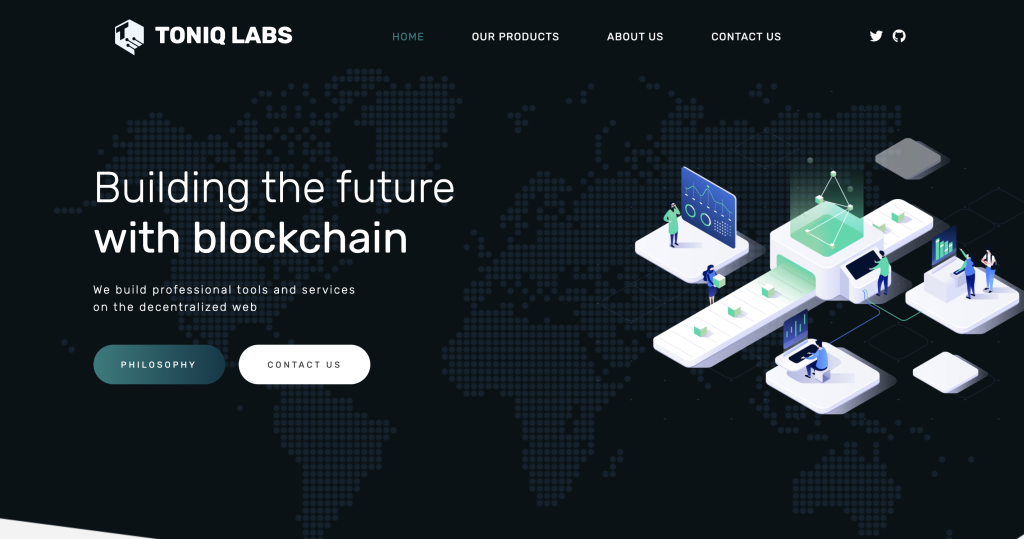 TONIQ LABS
HOME
OUR PRODUCTS
ABOUT US
CONTACT US
Building the future
with blockchain
We build professional tools and services
on the decentralized web
PHILOSOPHY
CONTACT US